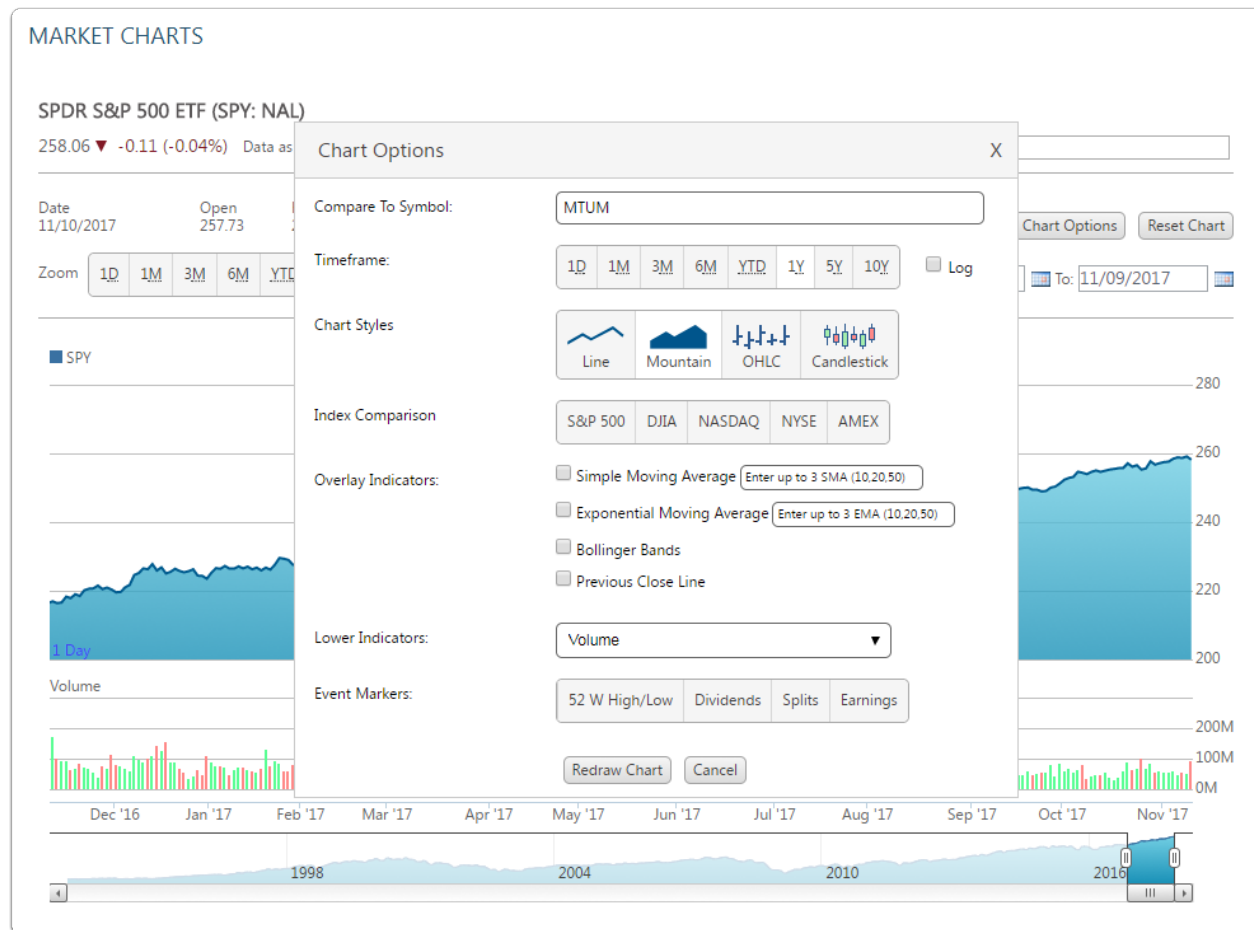 MARKET CHARTS
SPDR S&P 500 ETF (SPY: NAL)
258.06 ▼ -0.11 (-0.04%) Data as
Date Open
11/10/2017 257.73
Chart Options Reset Chart
Zoom 1D 1M 3M 6M YTD
To: 11/09/2017
Chart Options X
Compare To Symbol: MTUM
Timeframe: 1D 1M 3M 6M YTD 1Y 5Y 10Y Log
Chart Styles
Line Mountain OHLC Candlestick
Index Comparison S&P 500 DJIA NASDAQ NYSE AMEX
Overlay Indicators: Simple Moving Average Enter up to 3 SMA (10,20,50)
Exponential Moving Average Enter up to 3 EMA (10,20,50)
Bollinger Bands
Previous Close Line
Lower Indicators: Volume ▼
Event Markers: 52 W High/Low Dividends Splits Earnings
Redraw Chart Cancel
SPY
280
260
240
220
1 Day
200
Volume
200M
100M
0M
Dec '16 Jan '17 Feb '17 Mar '17 Apr '17 May '17 Jun '17 Jul '17 Aug '17 Sep '17 Oct '17 Nov '17
1998 2004 2010 2016